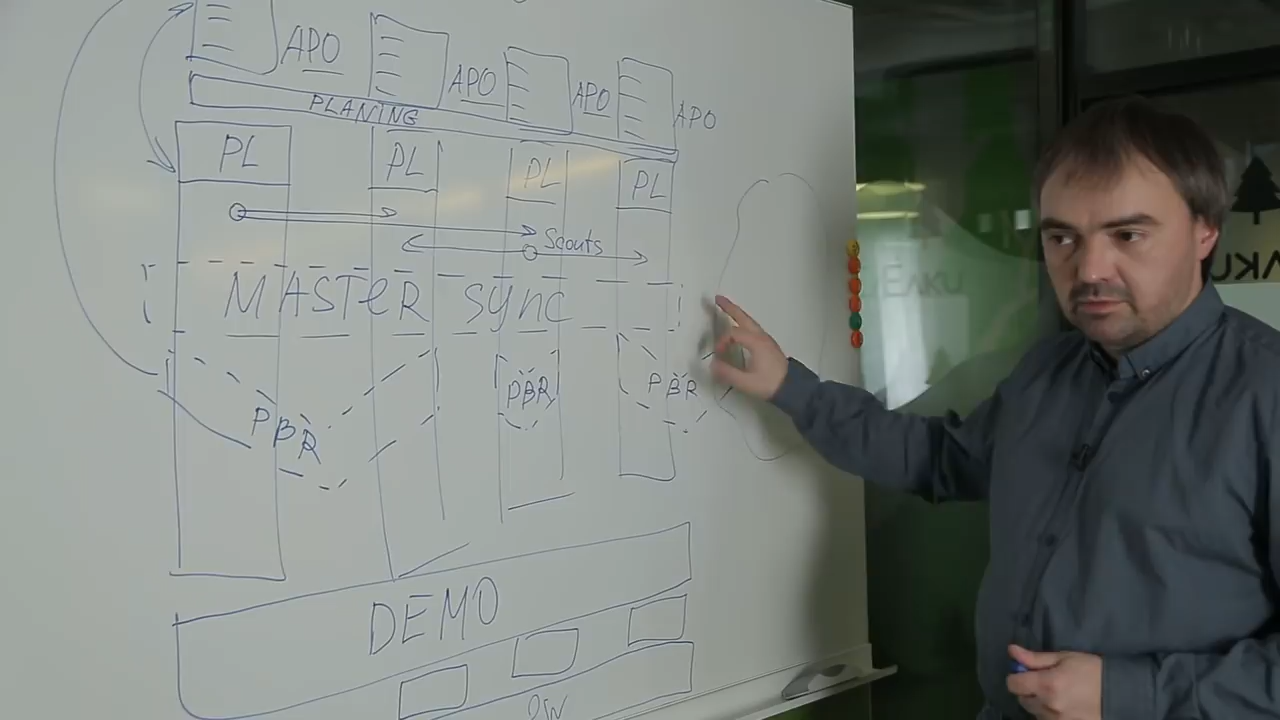 APO APO APO APO
PLANING
PL PL PL PL
Scouts
MASTER Sync
PBR PBR PBR
DEMO